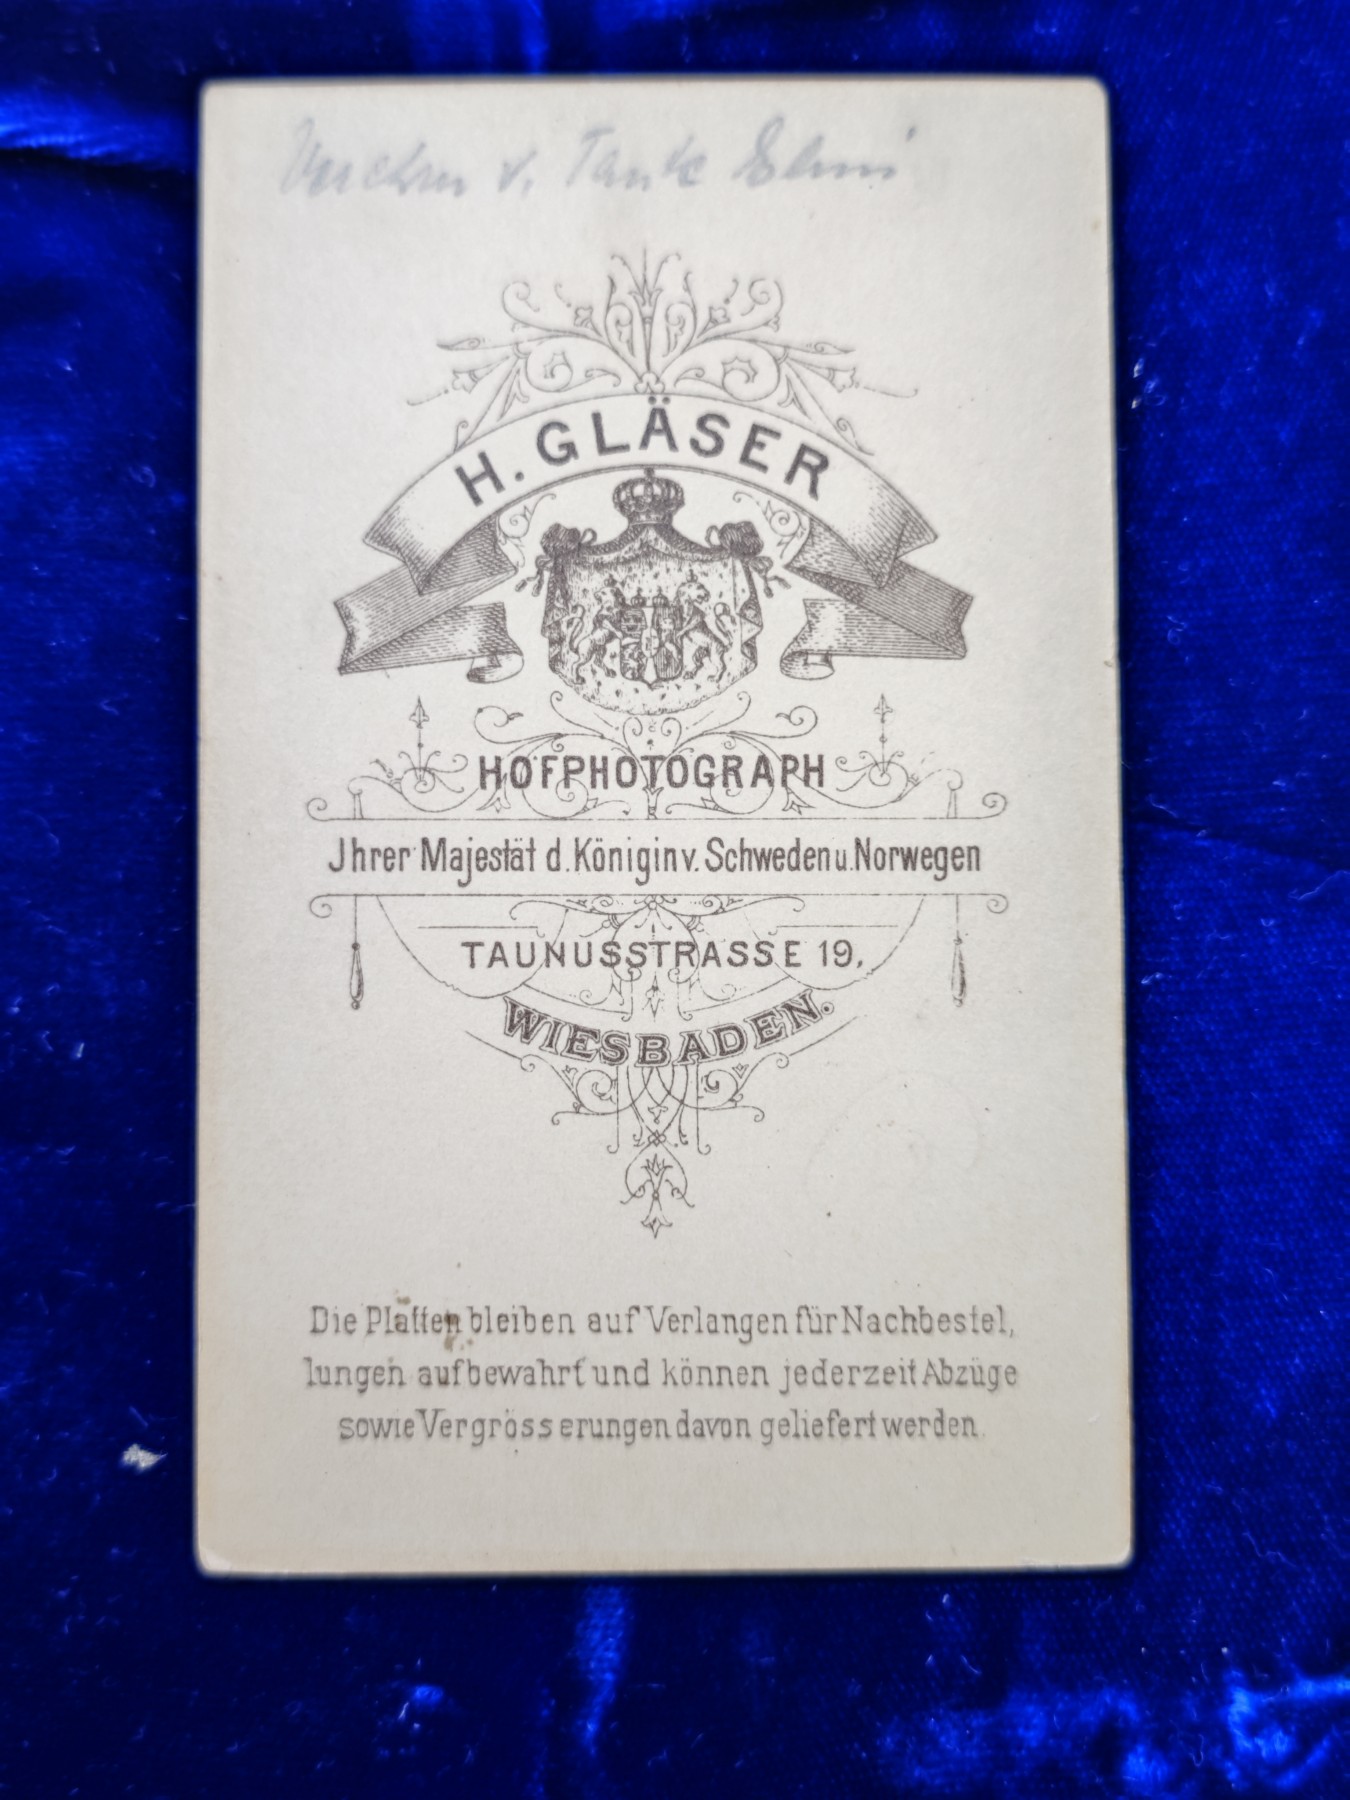 v. Tante Elmi
H. GLÄSER
HOFPHOTOGRAPH
Jhrer Majestät d. Königin v. Schweden u. Norwegen
TAUNUSSTRASSE 19,
WIESBADEN.
Die Platten bleiben auf Verlangen für Nachbestel,
lungen aufbewahrt und können jederzeit Abzüge
sowie Vergrösserungen davon geliefert werden.